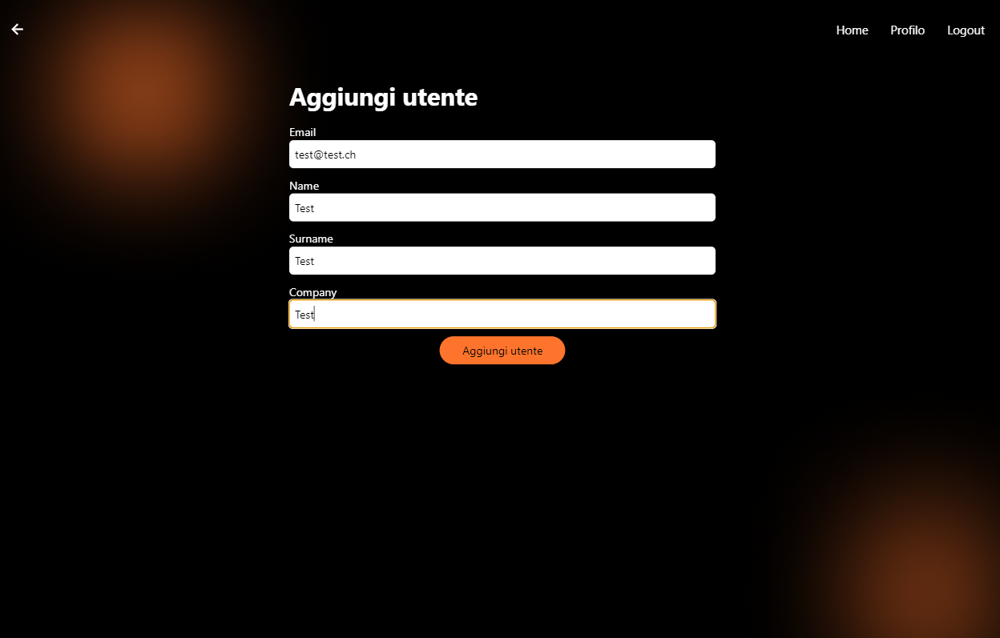 Home Profilo Logout
Aggiungi utente
Email
test@test.ch
Name
Test
Surname
Test
Company
Test
Aggiungi utente